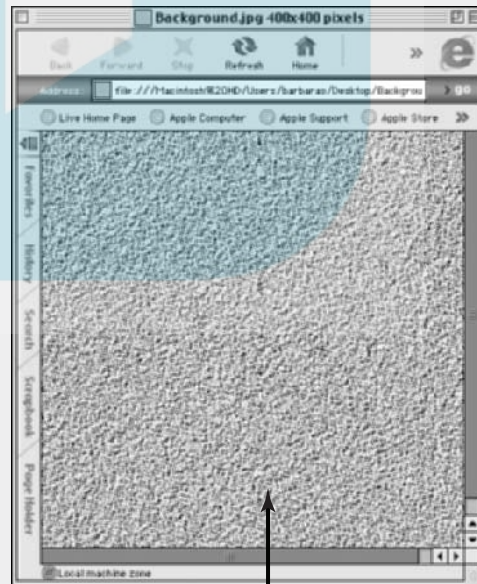 Background.jpg 400x400 pixels
Back Forward Stop Refresh Home »
Address: file:///Macintosh%20HD/Users/barbaras/Desktop/Backgrou go
Live Home Page Apple Computer Apple Support Apple Store »
Favorites
History
Search
Scrapbook
Page Holder
Local machine zone